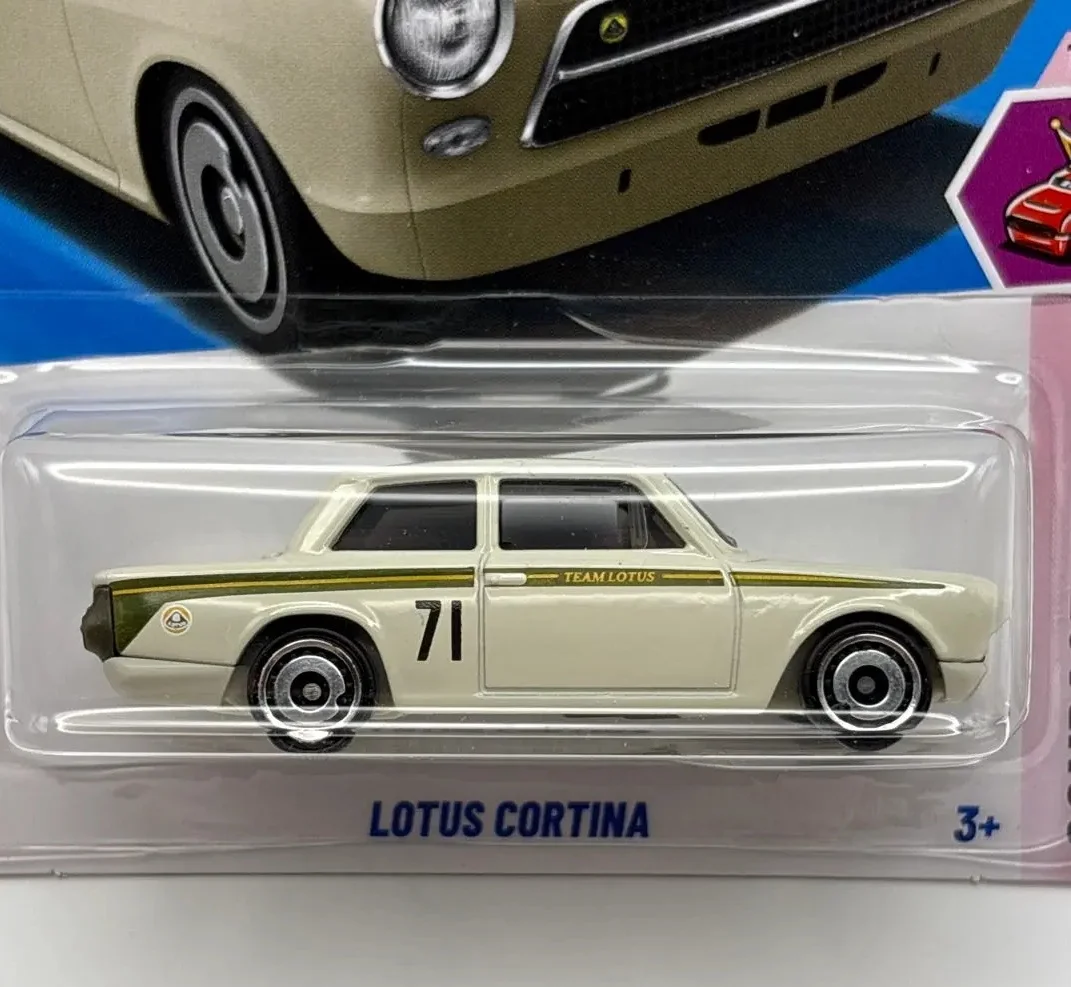 TEAM LOTUS
71
LOTUS CORTINA
3+